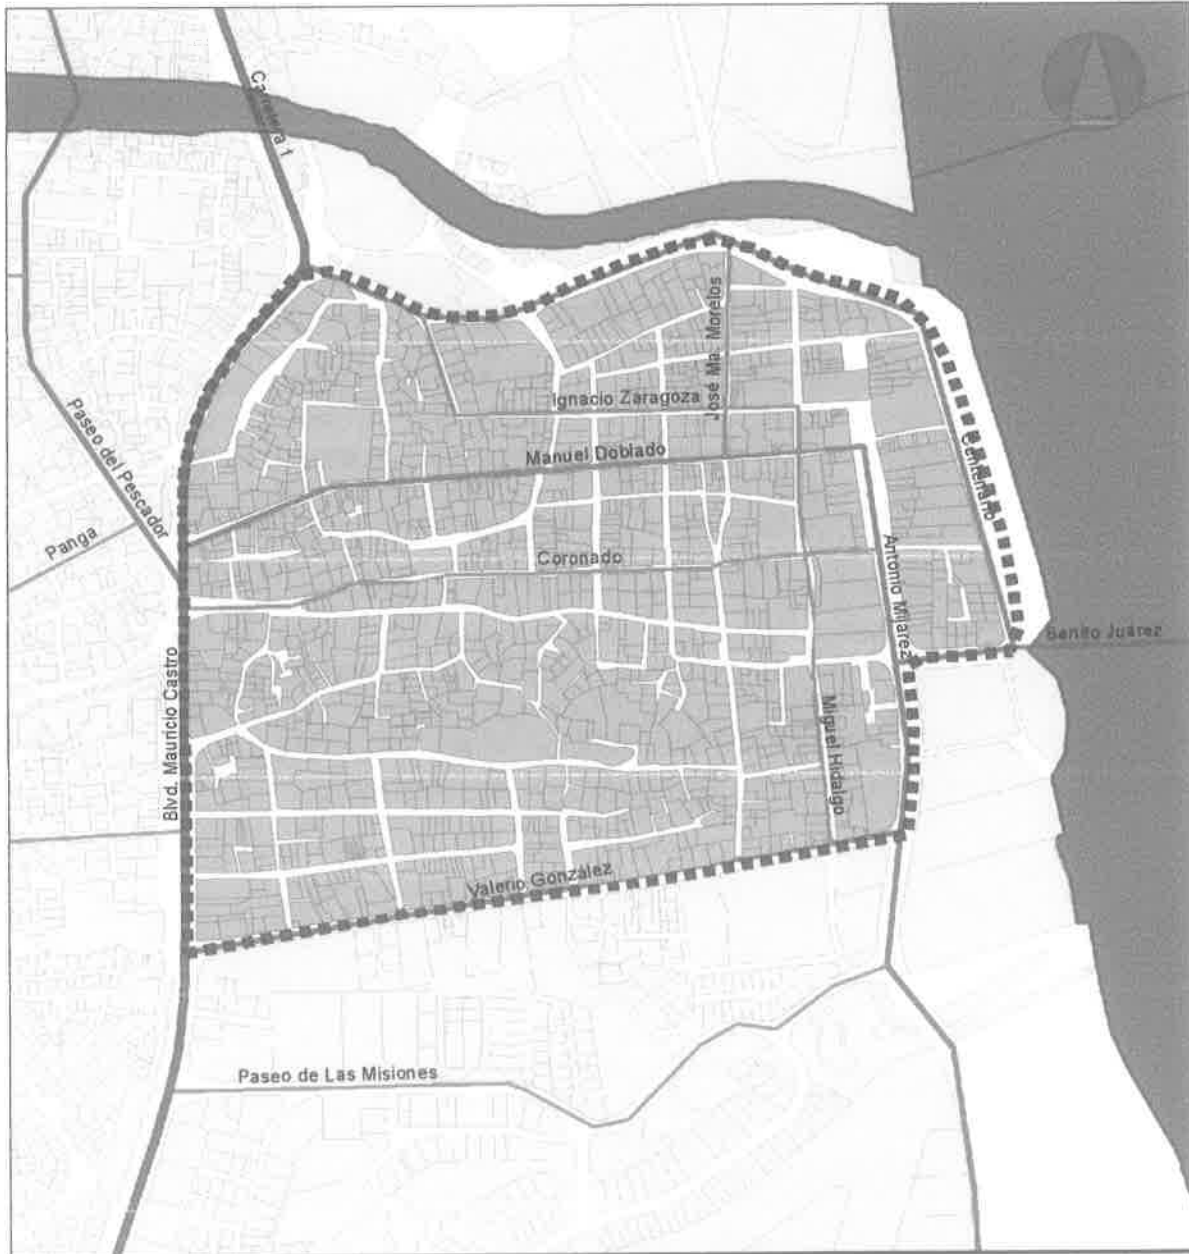 Carretera 1
José Ma. Morelos
Ignacio Zaragoza
Paseo del Pescador
Manuel Doblado
Centenario
Panga
Coronado
Antonio Mijarez
Benito Juárez
Blvd. Mauricio Castro
Miguel Hidalgo
Valerio González
Paseo de Las Misiones